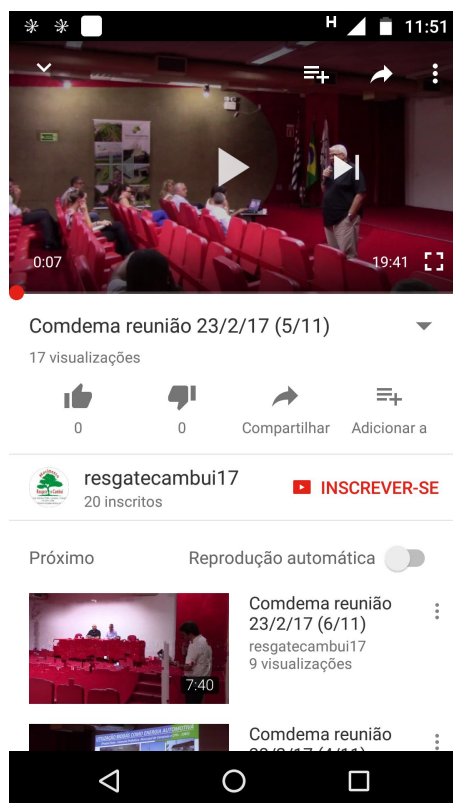 H 11:51
0:07 19:41
Comdema reunião 23/2/17 (5/11)
17 visualizações
0 0 Compartilhar Adicionar a
resgatecambui17
20 inscritos
INSCREVER-SE
Próximo Reprodução automática
Comdema reunião
23/2/17 (6/11)
resgatecambui17
9 visualizações
7:40
Comdema reunião